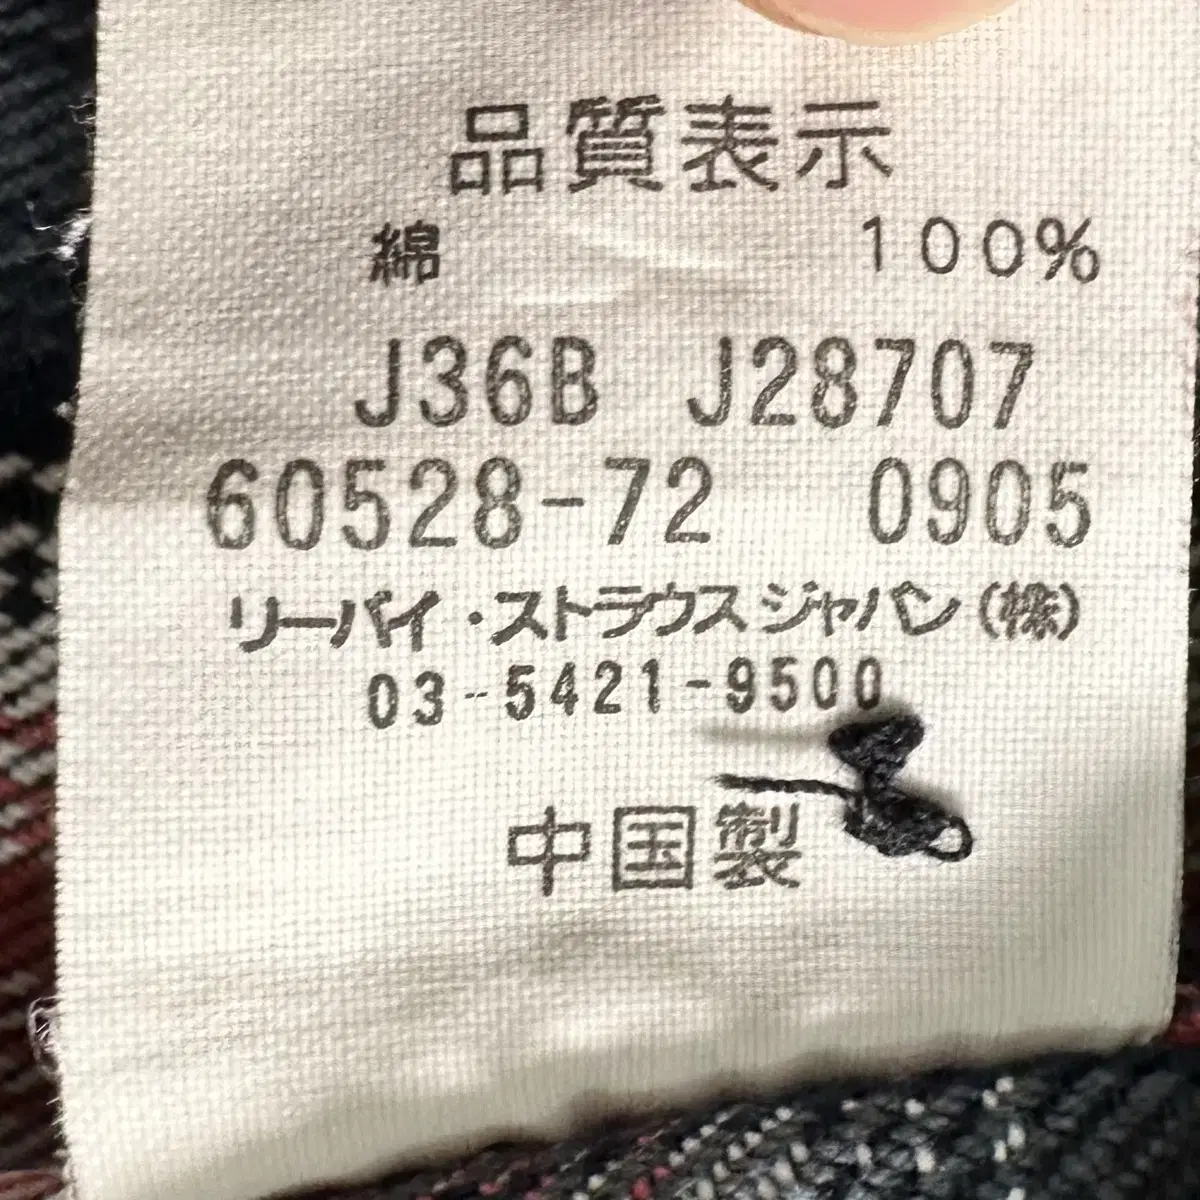 品質表示
綿 100%
J36B J28707
60528-72 0905
リーバイ・ストラウスジャパン(株)
03-5421-9500
中国製